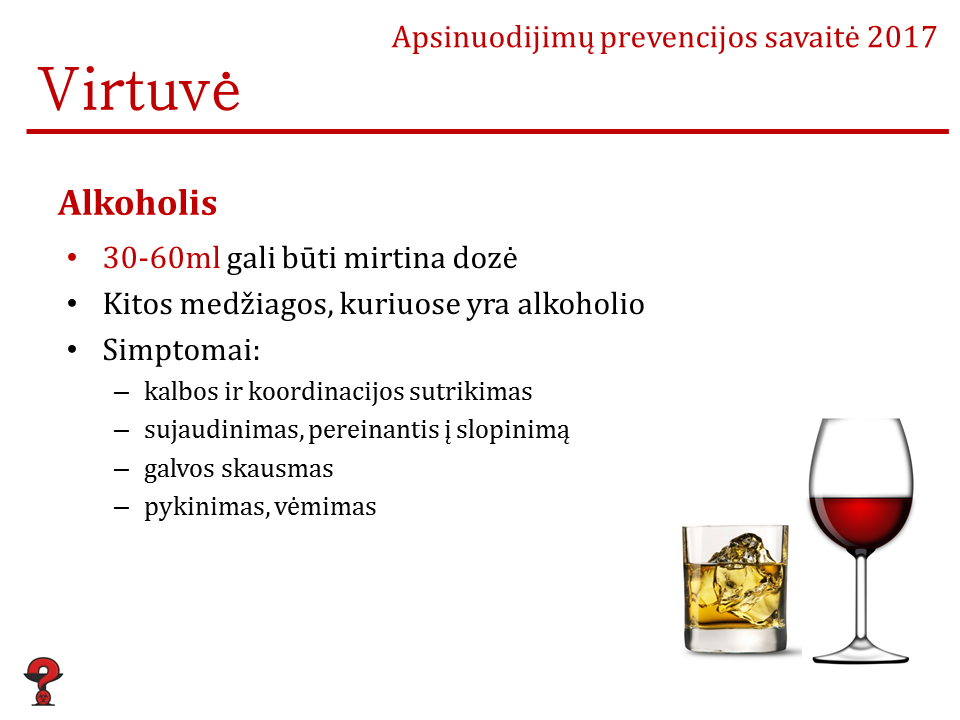 Apsinuodijimų prevencijos savaitė 2017
Virtuvė
Alkoholis
• 30-60ml gali būti mirtina dozė
• Kitos medžiagos, kuriuose yra alkoholio
• Simptomai:
– kalbos ir koordinacijos sutrikimas
– sujaudinimas, pereinantis į slopinimą
– galvos skausmas
– pykinimas, vėmimas